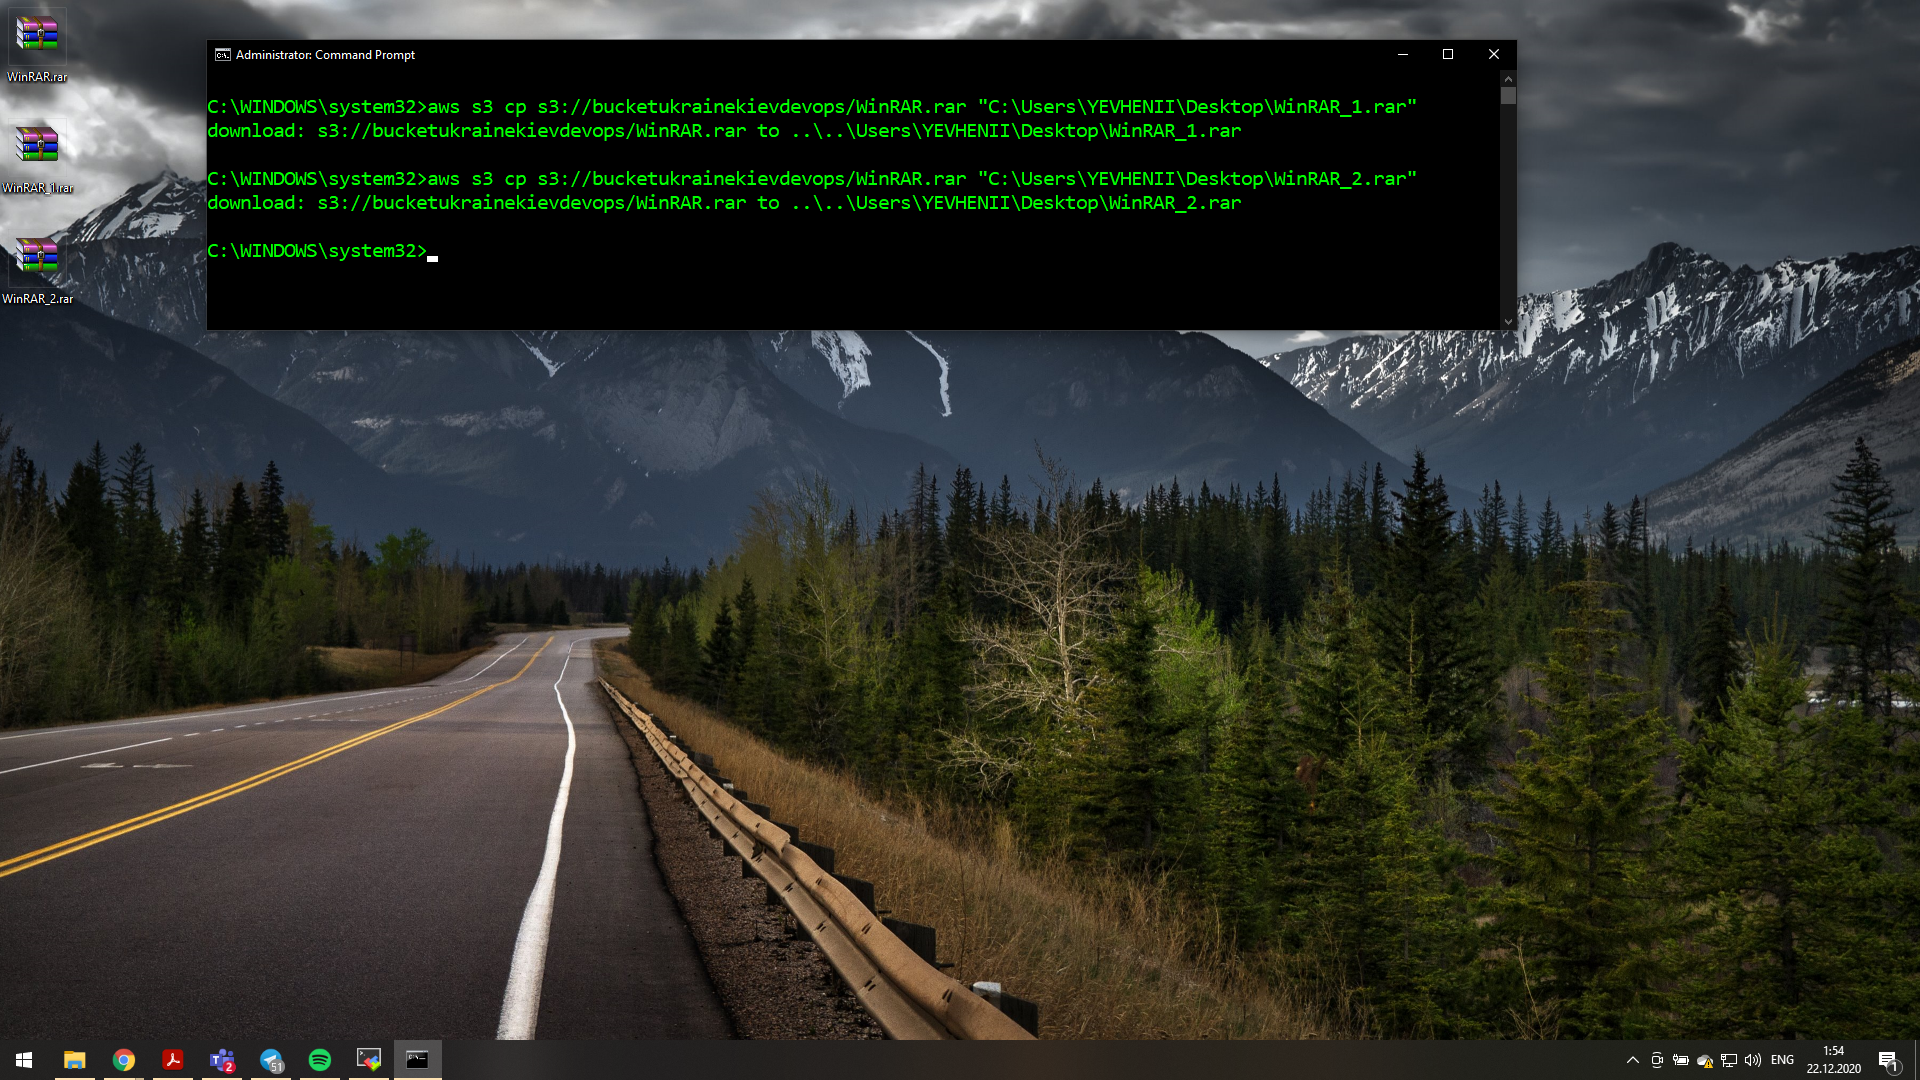 WinRAR.rar
WinRAR_1.rar
WinRAR_2.rar
Administrator: Command Prompt
C:\WINDOWS\system32>aws s3 cp s3://bucketukrainekievdevops/WinRAR.rar "C:\Users\YEVHENII\Desktop\WinRAR_1.rar"
download: s3://bucketukrainekievdevops/WinRAR.rar to ..\..\Users\YEVHENII\Desktop\WinRAR_1.rar
C:\WINDOWS\system32>aws s3 cp s3://bucketukrainekievdevops/WinRAR.rar "C:\Users\YEVHENII\Desktop\WinRAR_2.rar"
download: s3://bucketukrainekievdevops/WinRAR.rar to ..\..\Users\YEVHENII\Desktop\WinRAR_2.rar
C:\WINDOWS\system32>
2
51
ENG
1:54
22.12.2020
1